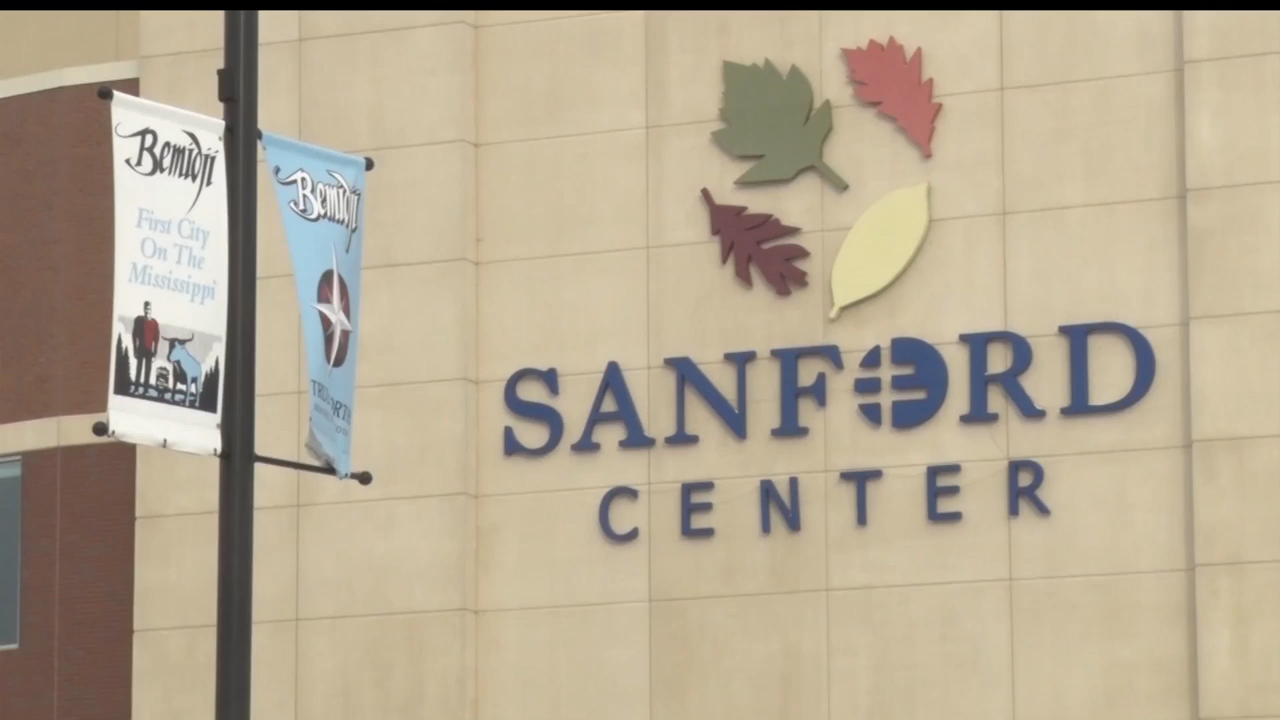 Bemidji
First City
On The
Mississippi
Bemidji
SANFORD
CENTER